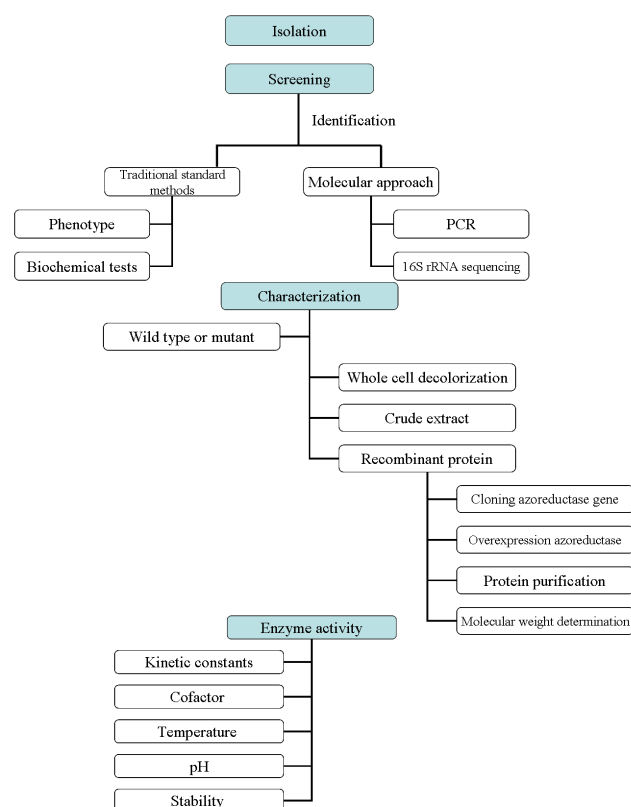 Isolation
Screening
Identification
Traditional standard
methods
Molecular approach
Phenotype
PCR
Biochemical tests
16S rRNA sequencing
Characterization
Wild type or mutant
Whole cell decolorization
Crude extract
Recombinant protein
Cloning azoreductase gene
Overexpression azoreductase
Protein purification
Molecular weight determination
Enzyme activity
Kinetic constants
Cofactor
Temperature
pH
Stability